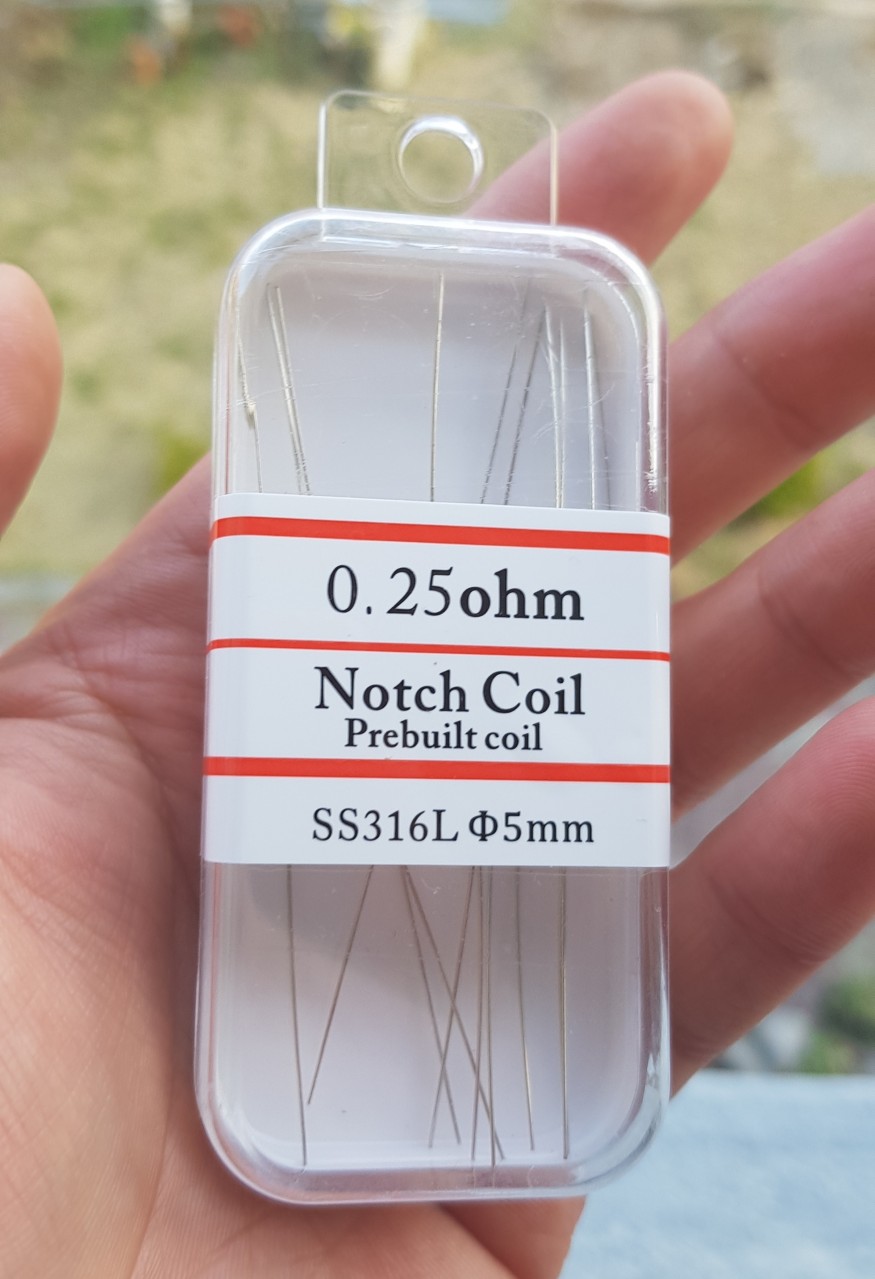 0.25ohm
Notch Coil
Prebuilt coil
SS316L Φ5mm